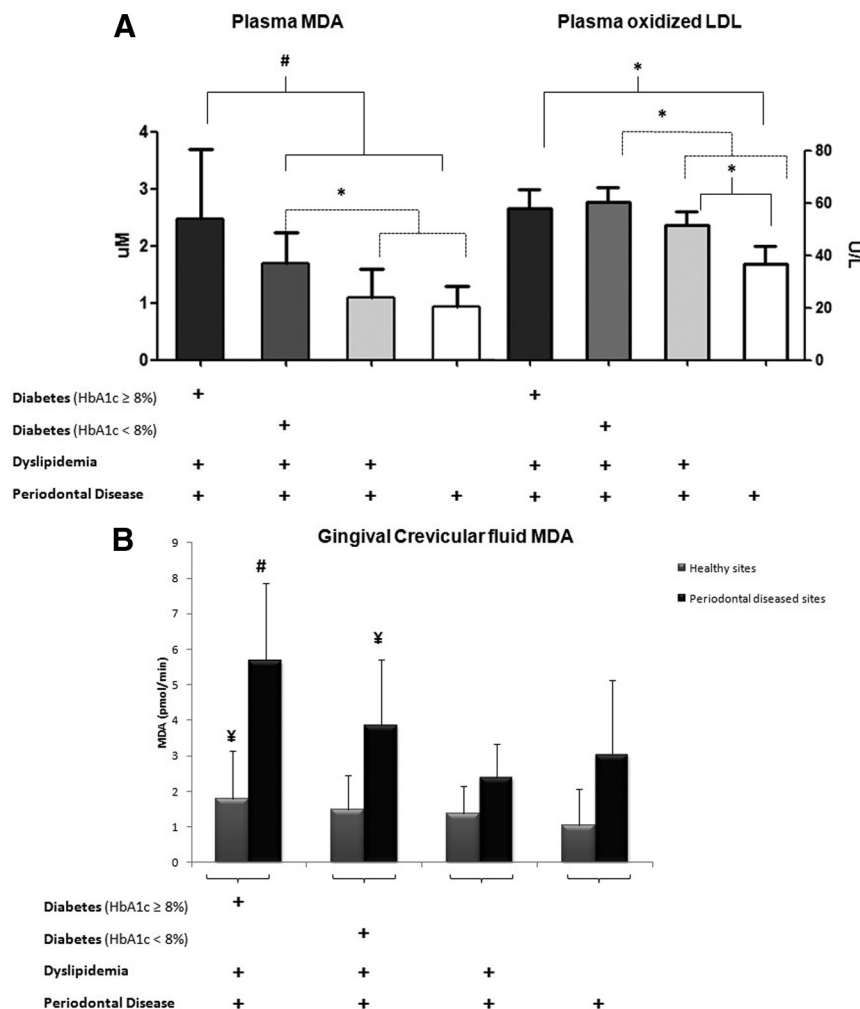 A
Plasma MDA
Plasma oxidized LDL
#
*
*
*
*
4
3
2
1
0
uM
80
60
40
20
0
U/L
Diabetes (HbA1c ≥ 8%) + +
Diabetes (HbA1c < 8%) + +
Dyslipidemia + + + + + +
Periodontal Disease + + + + + + + +
B
Gingival Crevicular fluid MDA
9
8
7
6
5
4
3
2
1
0
MDA (pmol/min)
#
¥
¥
Healthy sites
Periodontal diseased sites
Diabetes (HbA1c ≥ 8%) +
Diabetes (HbA1c < 8%) +
Dyslipidemia + + +
Periodontal Disease + + + +